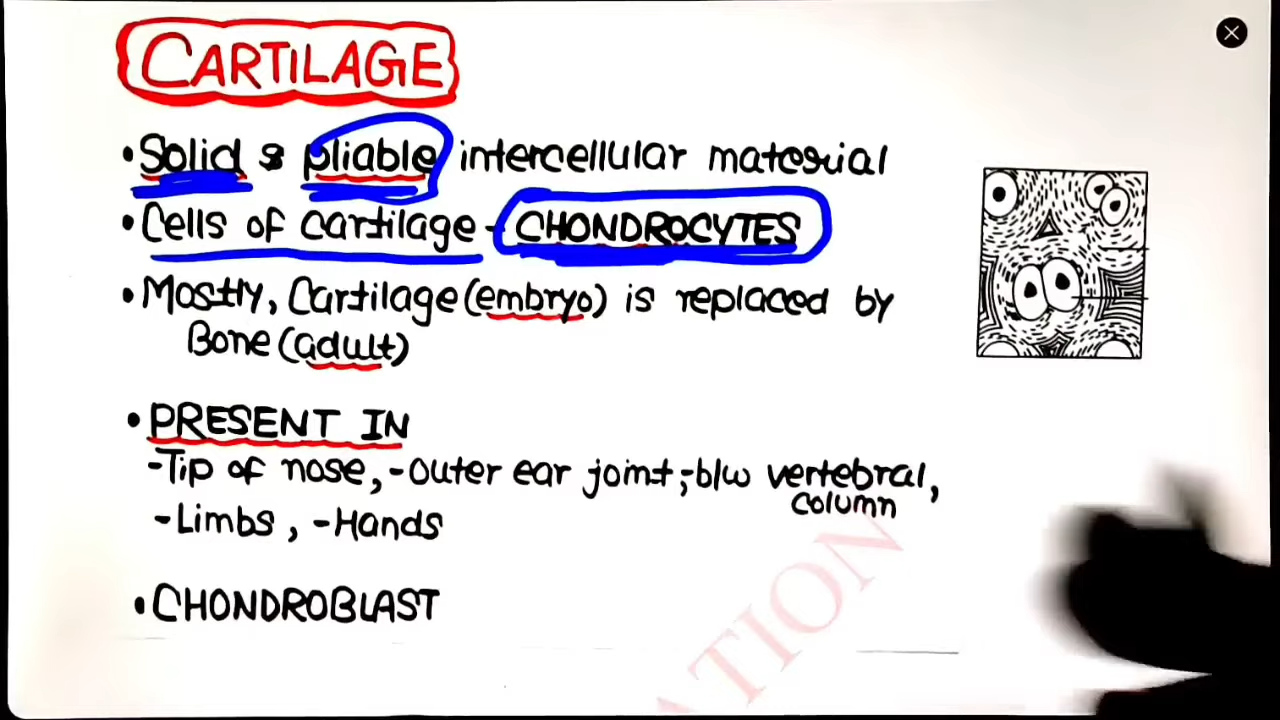 CARTILAGE
• Solid & pliable intercellular material
• Cells of cartilage - CHONDROCYTES
• Mostly, Cartilage (embryo) is replaced by
Bone (adult)
• PRESENT IN
-Tip of nose, -Outer ear joint, -b/w vertebral,
column
-Limbs, -Hands
• CHONDROBLAST